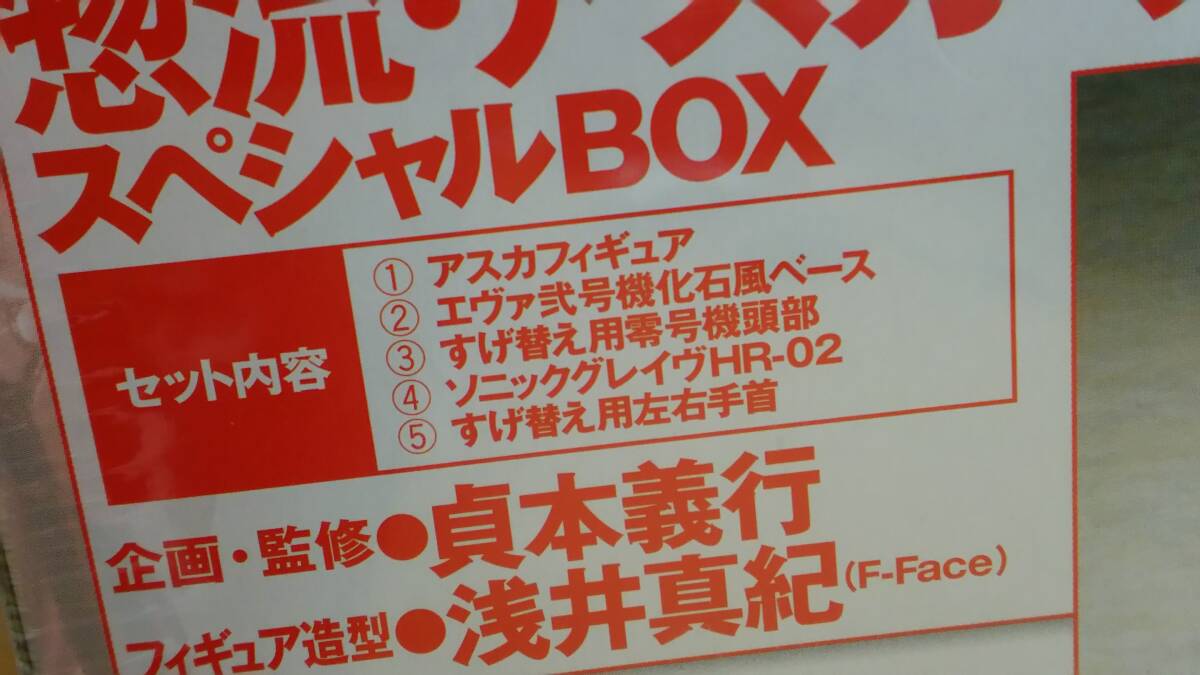 スペシャルBOX
セット内容
① アスカフィギュア
② エヴァ弐号機化石風ベース
③ すげ替え用零号機頭部
④ ソニックグレイヴHR-02
⑤ すげ替え用左右手首
企画・監修●貞本義行
フィギュア造型●浅井真紀(F-Face)